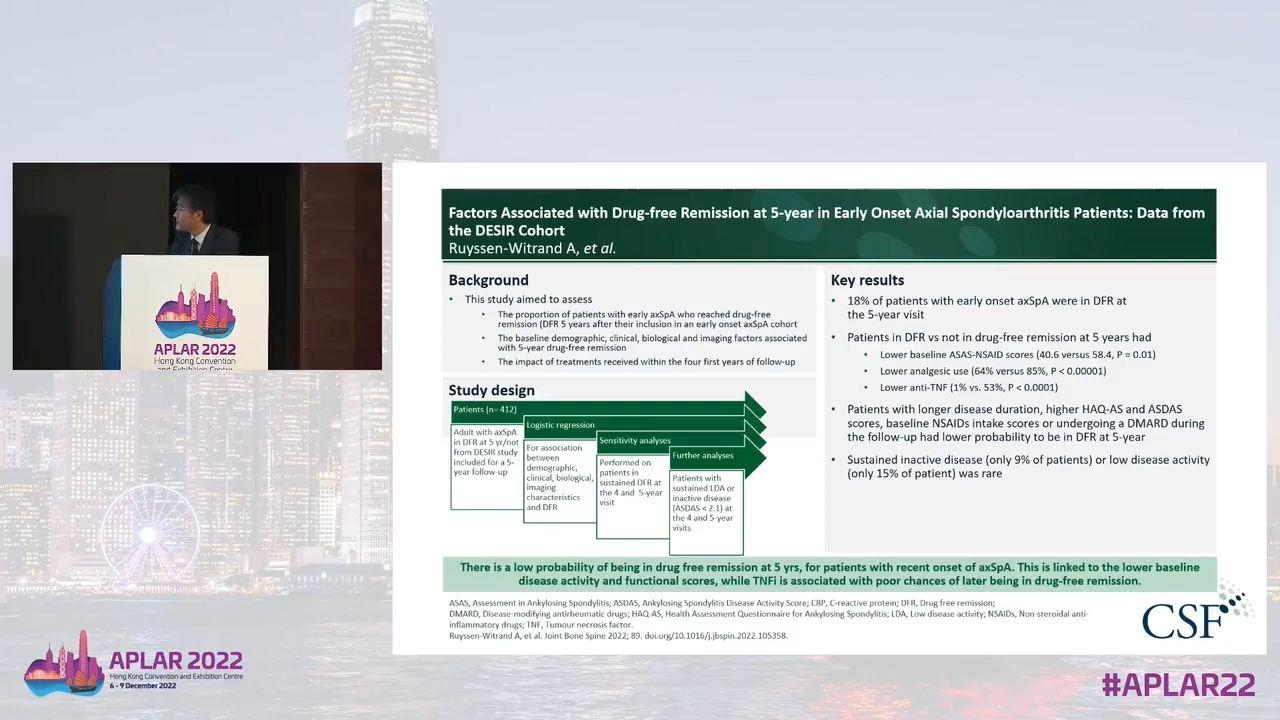 APLAR 2022
Hong Kong Convention
and Exhibition Centre
Factors Associated with Drug-free Remission at 5-year in Early Onset Axial Spondyloarthritis Patients: Data from
the DESIR Cohort
Ruyssen-Witrand A, et al.
Background
• This study aimed to assess
• The proportion of patients with early axSpA who reached drug-free
remission (DFR 5 years after their inclusion in an early onset axSpA cohort
• The baseline demographic, clinical, biological and imaging factors associated
with 5-year drug-free remission
• The impact of treatments received within the four first years of follow-up
Study design
Patients (n= 412)
Adult with axSpA
in DFR at 5 yr/not
from DESIR study
included for a 5-
year follow-up
Logistic regression
For association
between
demographic,
clinical, biological,
imaging
characteristics
and DFR
Sensitivity analyses
Performed on
patients in
sustained DFR at
the 4 and 5-year
visit
Further analyses
Patients with
sustained LDA or
inactive disease
(ASDAS < 2.1) at
the 4 and 5-year
visits
Key results
• 18% of patients with early onset axSpA were in DFR at
the 5-year visit
• Patients in DFR vs not in drug-free remission at 5 years had
• Lower baseline ASAS-NSAID scores (40.6 versus 58.4, P = 0.01)
• Lower analgesic use (64% versus 85%, P < 0.00001)
• Lower anti-TNF (1% vs. 53%, P < 0.0001)
• Patients with longer disease duration, higher HAQ-AS and ASDAS
scores, baseline NSAIDs intake scores or undergoing a DMARD during
the follow-up had lower probability to be in DFR at 5-year
• Sustained inactive disease (only 9% of patients) or low disease activity
(only 15% of patient) was rare
There is a low probability of being in drug free remission at 5 yrs, for patients with recent onset of axSpA. This is linked to the lower baseline
disease activity and functional scores, while TNFi is associated with poor chances of later being in drug-free remission.
ASAS, Assessment in Ankylosing Spondylitis; ASDAS, Ankylosing Spondylitis Disease Activity Score; CRP, C-reactive protein; DFR, Drug free remission;
DMARD, Disease-modifying antirheumatic drugs; HAQ-AS, Health Assessment Questionnaire for Ankylosing Spondylitis; LDA, Low disease activity; NSAIDs, Non-steroidal anti-
inflammatory drugs; TNF, Tumour necrosis factor.
Ruyssen-Witrand A, et al. Joint Bone Spine 2022; 89. doi.org/10.1016/j.jbspin.2022.105358.
CSF
APLAR 2022
Hong Kong Convention and Exhibition Centre
6 - 9 December 2022
#APLAR22